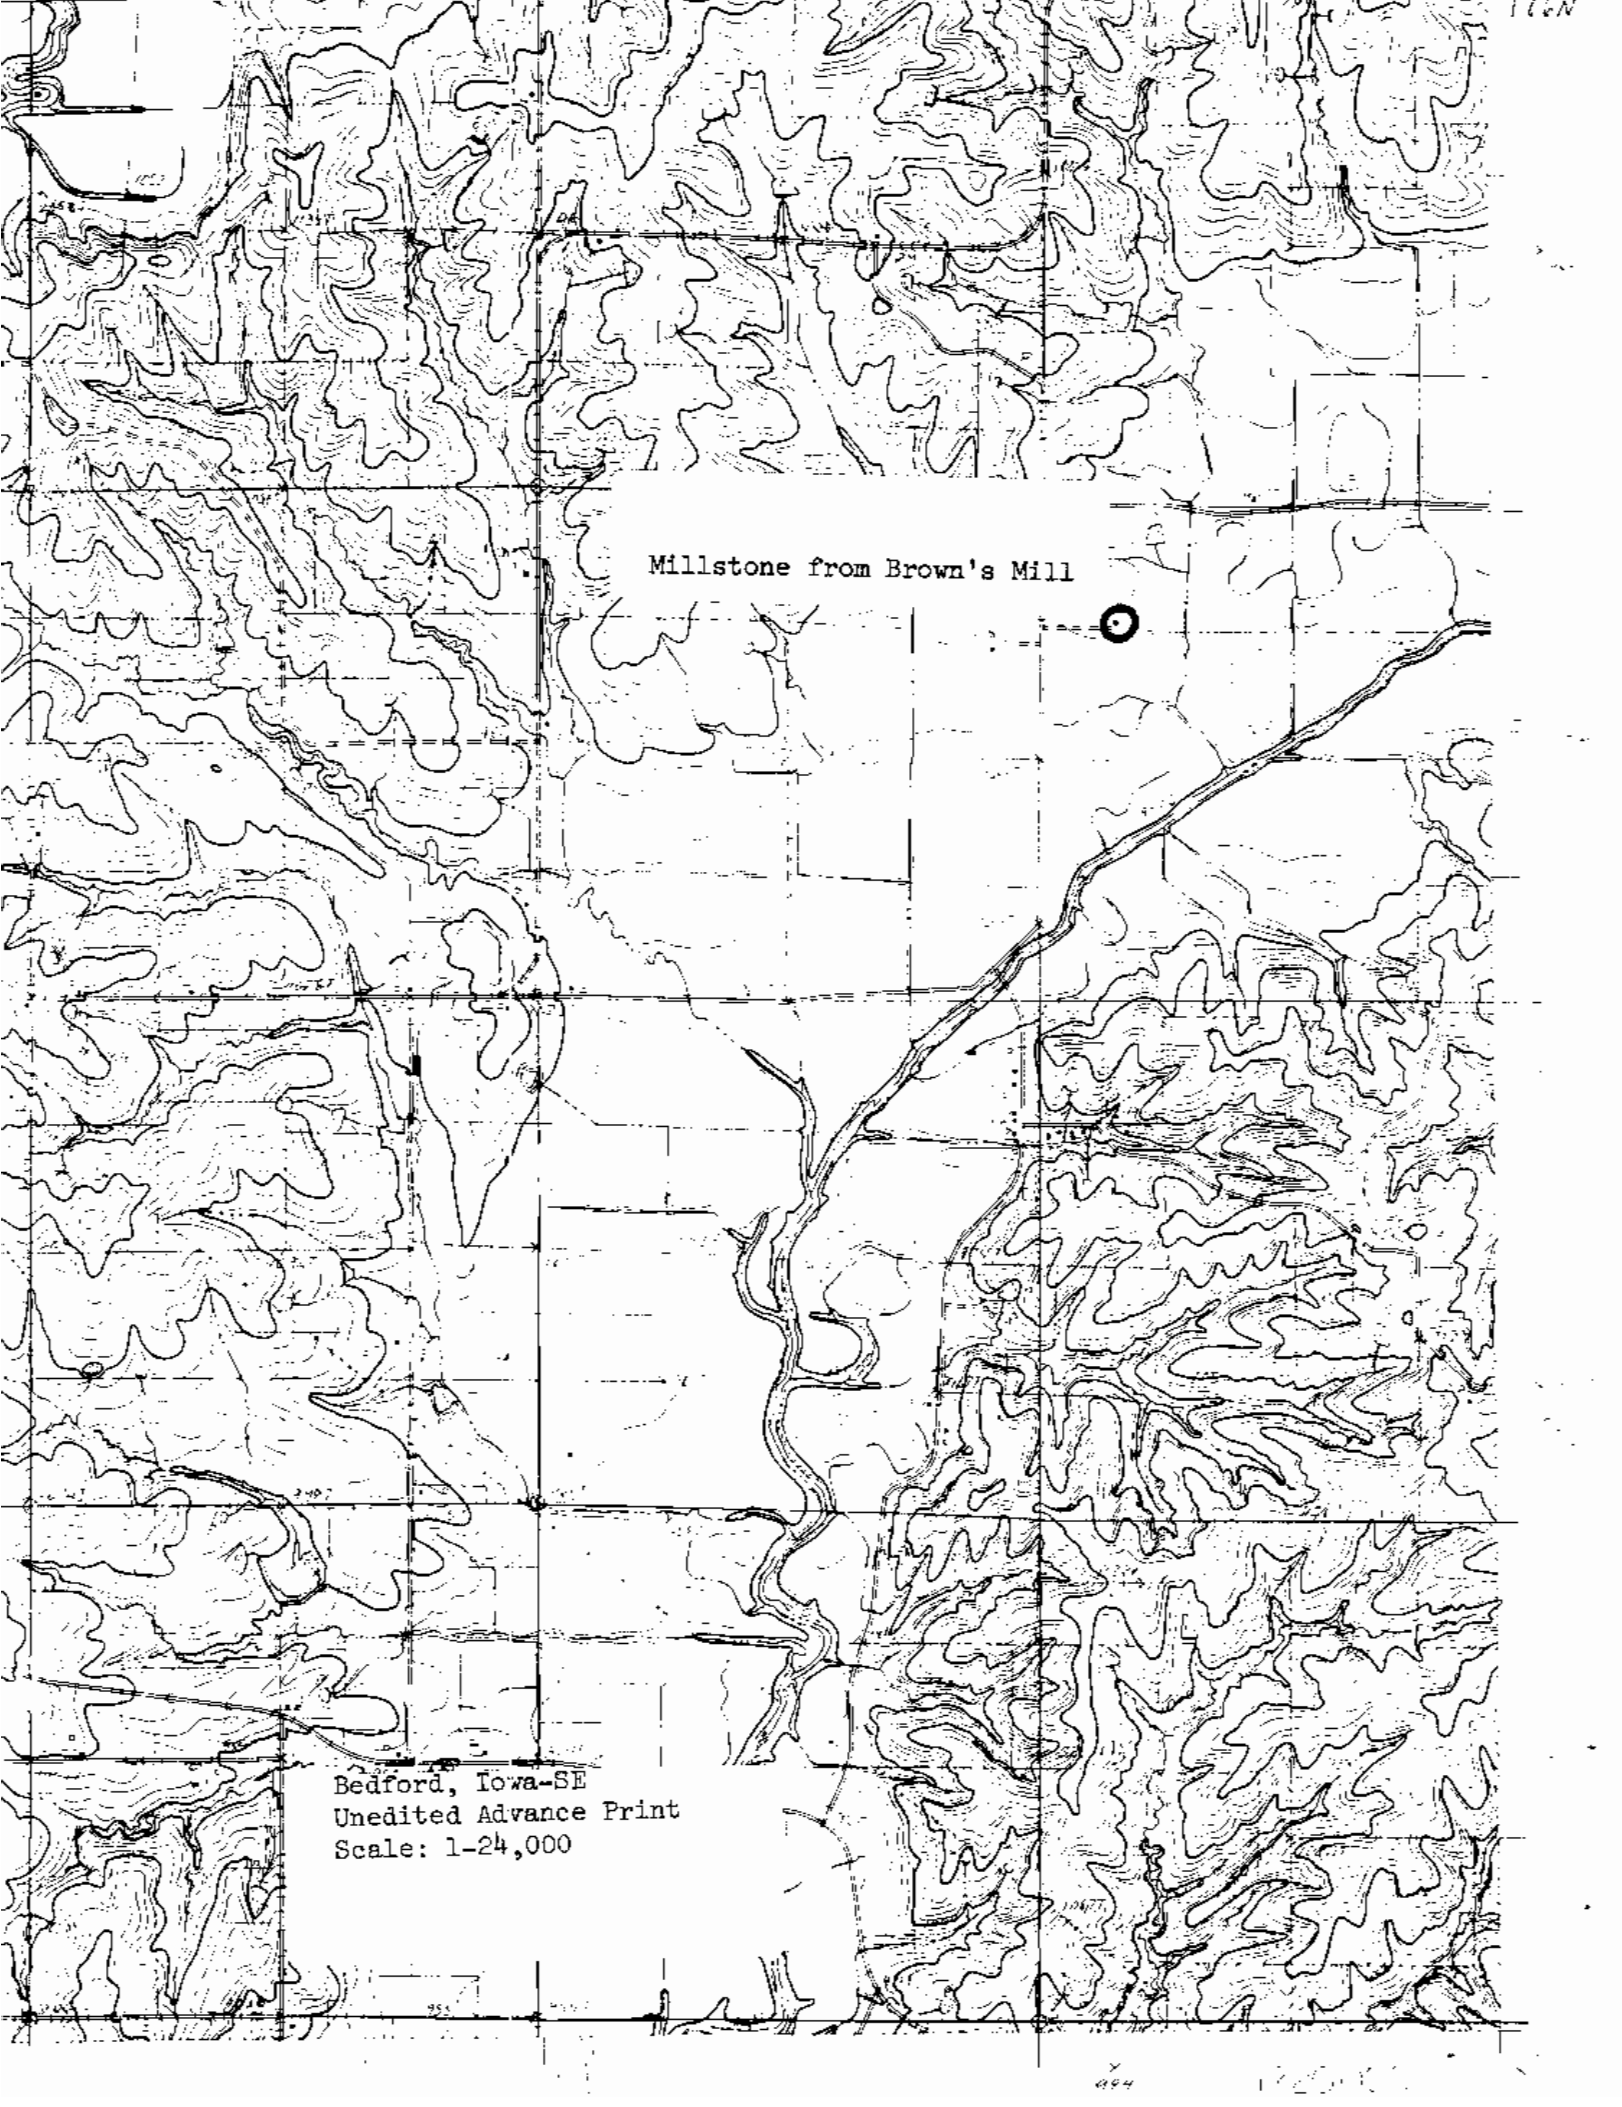 Millstone from Brown's Mill
Bedford, Iowa-SE
Unedited Advance Print
Scale: 1-24,000